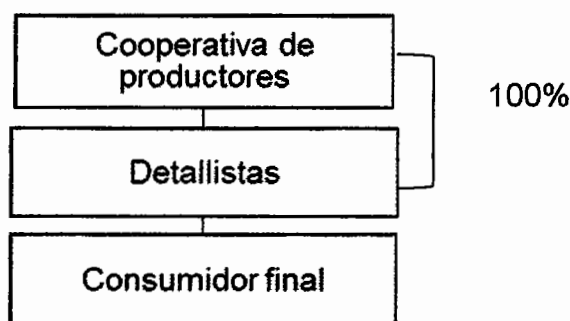 Cooperativa de
productores
100%
Detallistas
Consumidor final